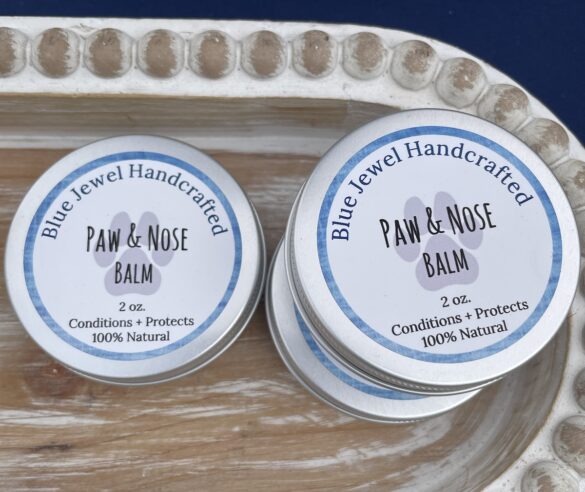 Blue Jewel Handcrafted
PAW & NOSE
BALM
2 oz.
Conditions + Protects
100% Natural
Blue Jewel Handcrafted
PAW & NOSE
BALM
2 oz.
Conditions + Protects
100% Natural